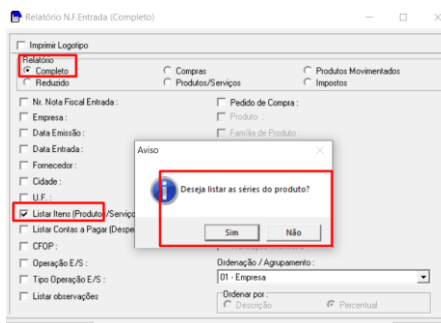 Relatório N.F.Entrada (Completo)
Imprimir Logotipo
Relatório
Completo
Compras
Produtos Movimentados
Reduzido
Produtos/Serviços
Impostos
Nr. Nota Fiscal Entrada :
Pedido de Compra :
Empresa :
Produto :
Data Emissão :
Família de Produto :
Data Entrada :
Aviso
Fornecedor :
Cidade :
Deseja listar as séries do produto?
U.F. :
Listar Itens (Produtos/Serviço
Listar Contas a Pagar (Despe
Sim
Não
CFOP :
Operação E/S :
Ordenação / Agrupamento :
Tipo Operação E/S :
01 - Empresa
Listar observações
Ordenar por :
Descrição
Percentual